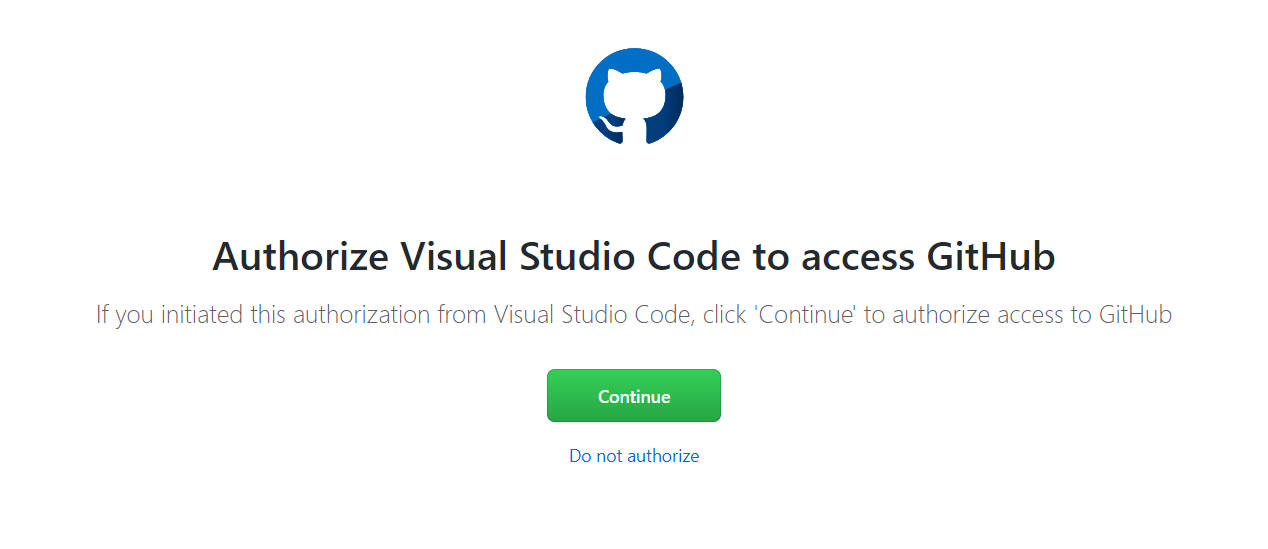 Authorize Visual Studio Code to access GitHub
If you initiated this authorization from Visual Studio Code, click 'Continue' to authorize access to GitHub
Continue
Do not authorize